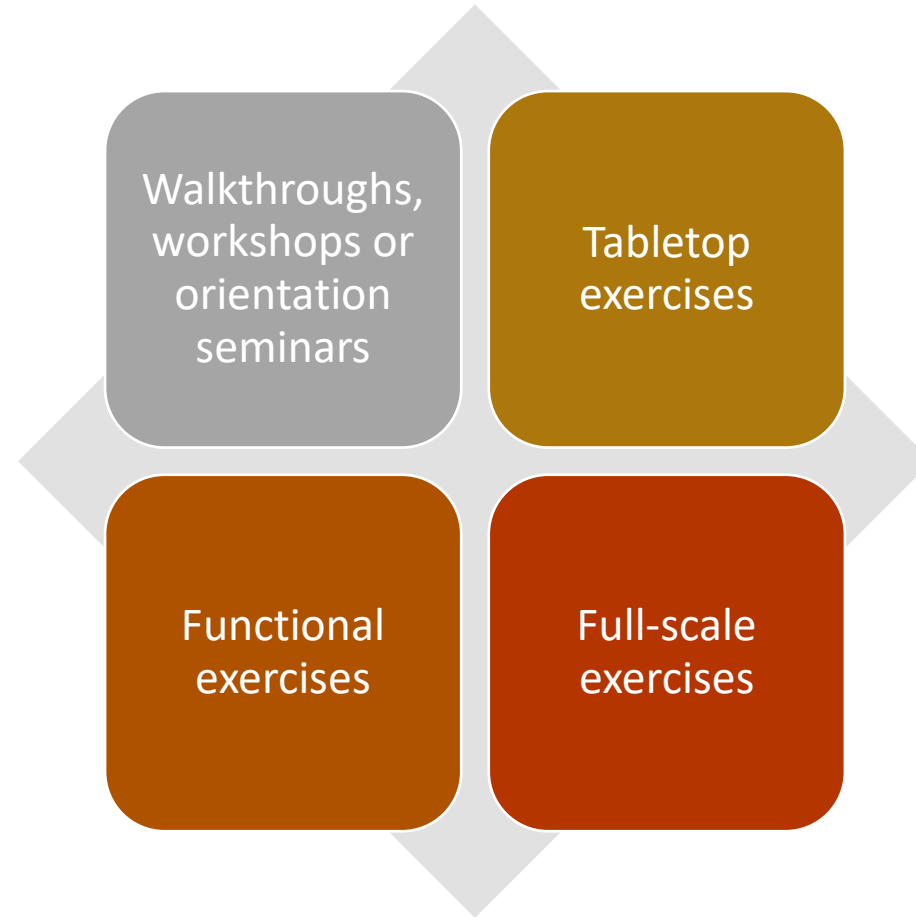 Walkthroughs,
workshops or
orientation
seminars
Tabletop
exercises
Functional
exercises
Full-scale
exercises